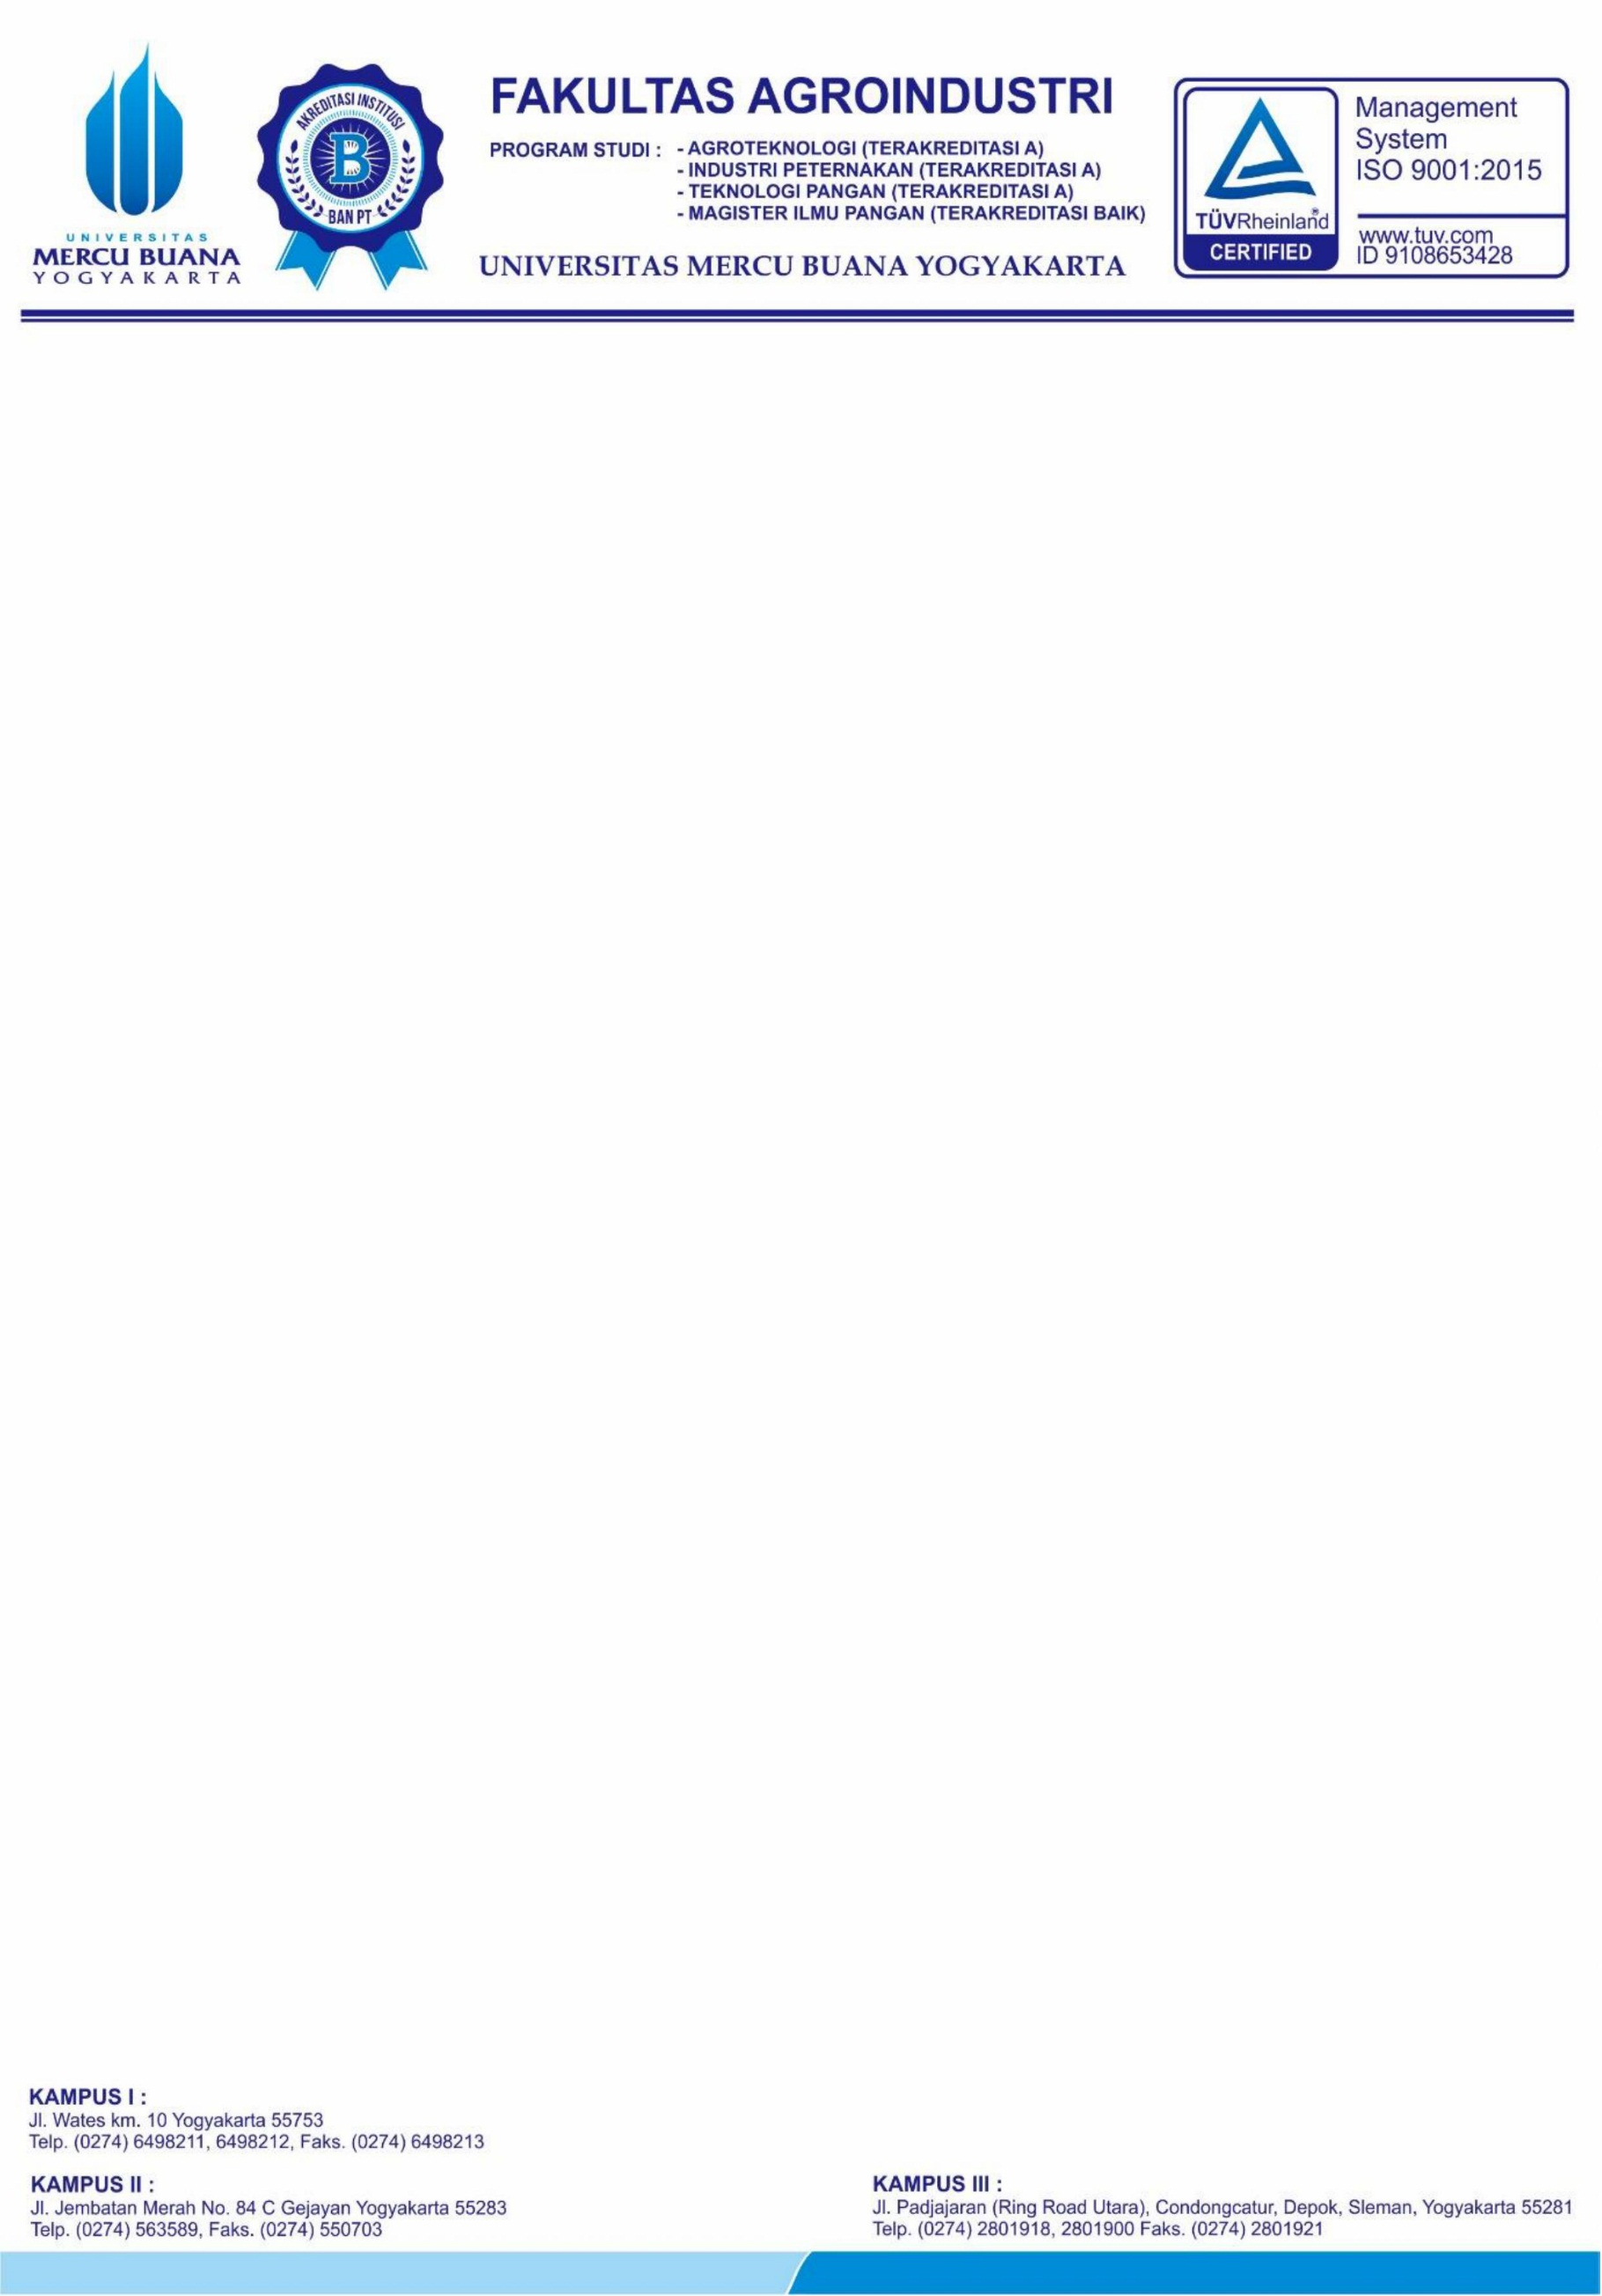 UNIVERSITAS
MERCU BUANA
YOGYAKARTA
AKREDITASI INSTITUSI
B
BAN PT
FAKULTAS AGROINDUSTRI
PROGRAM STUDI : - AGROTEKNOLOGI (TERAKREDITASI A)
- INDUSTRI PETERNAKAN (TERAKREDITASI A)
- TEKNOLOGI PANGAN (TERAKREDITASI A)
- MAGISTER ILMU PANGAN (TERAKREDITASI BAIK)
UNIVERSITAS MERCU BUANA YOGYAKARTA
TÜVRheinland®
CERTIFIED
Management
System
ISO 9001:2015
www.tuv.com
ID 9108653428
KAMPUS I :
Jl. Wates km. 10 Yogyakarta 55753
Telp. (0274) 6498211, 6498212, Faks. (0274) 6498213
KAMPUS II :
Jl. Jembatan Merah No. 84 C Gejayan Yogyakarta 55283
Telp. (0274) 563589, Faks. (0274) 550703
KAMPUS III :
Jl. Padjajaran (Ring Road Utara), Condongcatur, Depok, Sleman, Yogyakarta 55281
Telp. (0274) 2801918, 2801900 Faks. (0274) 2801921